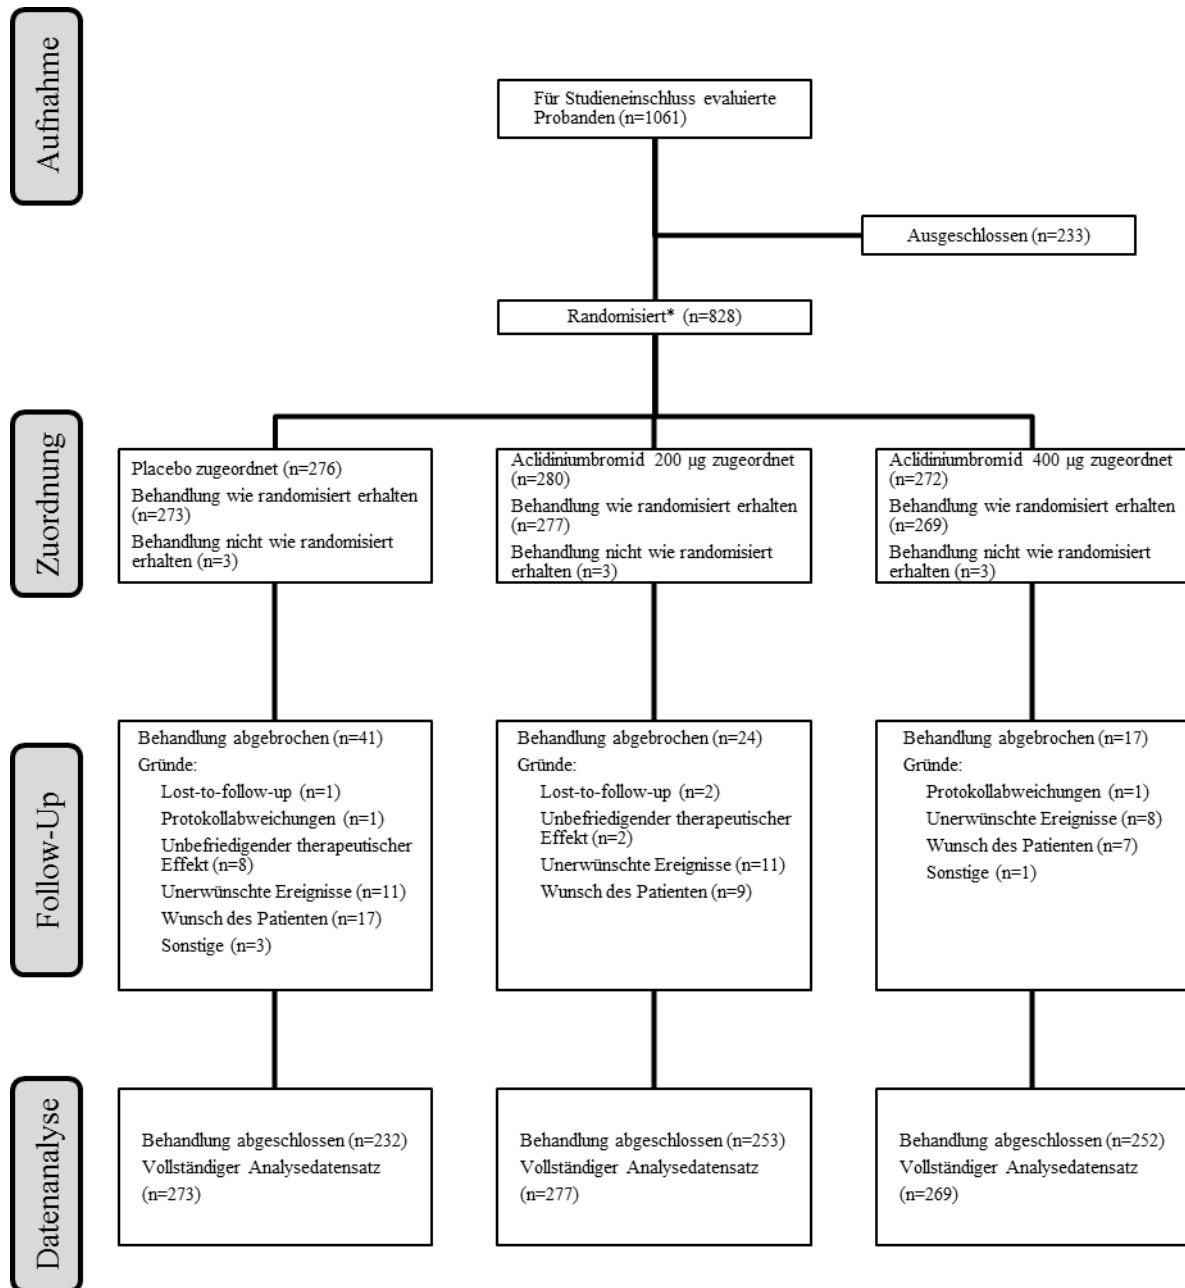 Aufnahme
Für Studieneinschluss evaluierte
Probanden (n=1061)
Ausgeschlossen (n=233)
Randomisiert* (n=828)
Zuordnung
Placebo zugeordnet (n=276)
Behandlung wie randomisiert erhalten
(n=273)
Behandlung nicht wie randomisiert
erhalten (n=3)
Aclidiniumbromid 200 µg zugeordnet
(n=280)
Behandlung wie randomisiert erhalten
(n=277)
Behandlung nicht wie randomisiert
erhalten (n=3)
Aclidiniumbromid 400 µg zugeordnet
(n=272)
Behandlung wie randomisiert erhalten
(n=269)
Behandlung nicht wie randomisiert
erhalten (n=3)
Follow-Up
Behandlung abgebrochen (n=41)
Gründe:
Lost-to-follow-up (n=1)
Protokollabweichungen (n=1)
Unbefriedigender therapeutischer
Effekt (n=8)
Unerwünschte Ereignisse (n=11)
Wunsch des Patienten (n=17)
Sonstige (n=3)
Behandlung abgebrochen (n=24)
Gründe:
Lost-to-follow-up (n=2)
Unbefriedigender therapeutischer
Effekt (n=2)
Unerwünschte Ereignisse (n=11)
Wunsch des Patienten (n=9)
Behandlung abgebrochen (n=17)
Gründe:
Protokollabweichungen (n=1)
Unerwünschte Ereignisse (n=8)
Wunsch des Patienten (n=7)
Sonstige (n=1)
Datenanalyse
Behandlung abgeschlossen (n=232)
Vollständiger Analysedatensatz
(n=273)
Behandlung abgeschlossen (n=253)
Vollständiger Analysedatensatz
(n=277)
Behandlung abgeschlossen (n=252)
Vollständiger Analysedatensatz
(n=269)